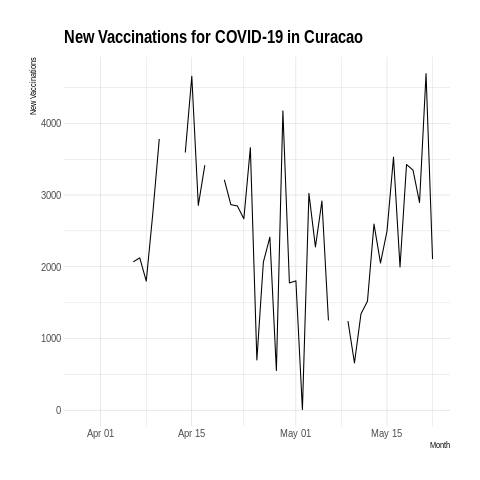 New Vaccinations for COVID-19 in Curacao
New Vaccinations
4000
3000
2000
1000
0
Apr 01 Apr 15 May 01 May 15
Month